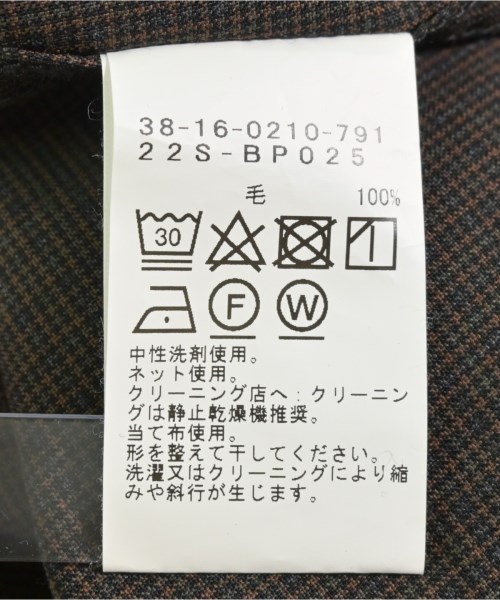 38-16-0210-791
22S-BP025
毛 100%
30
F W
中性洗剤使用。
ネット使用。
クリーニング店へ:クリーニン
グは静止乾燥機推奨。
当て布使用。
形を整えて干してください。
洗濯又はクリーニングにより縮
みや斜行が生じます。